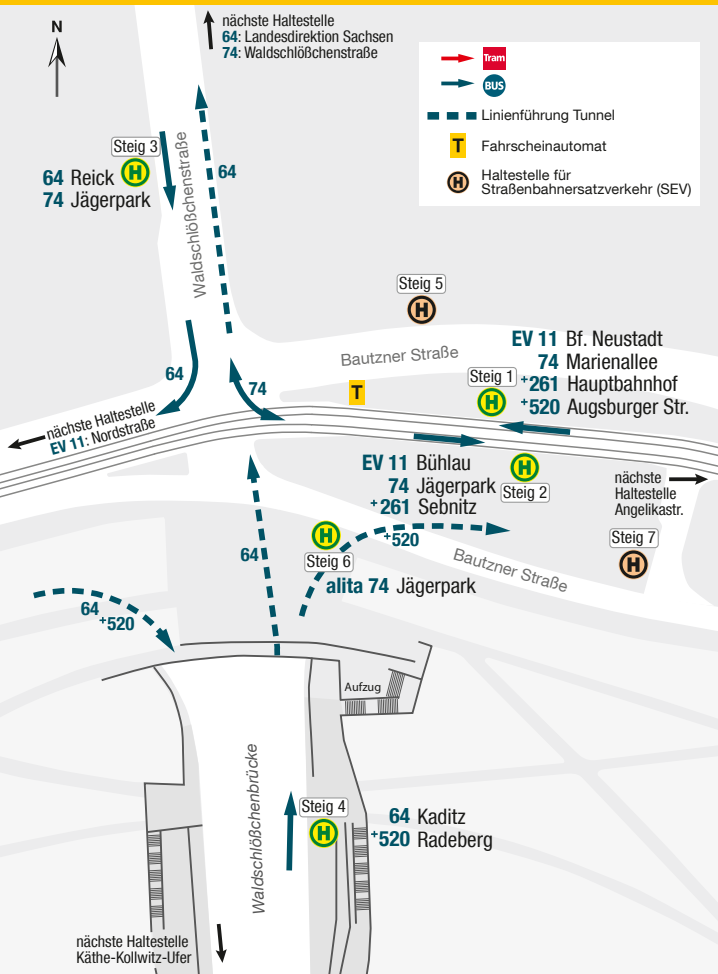 N
nächste Haltestelle
64: Landesdirektion Sachsen
74: Waldschlößchenstraße
Tram
BUS
Linienführung Tunnel
T Fahrscheinautomat
H Haltestelle für
Straßenbahnersatzverkehr (SEV)
Steig 3
H
64 Reick
74 Jägerpark
Waldschlößchenstraße
64
Steig 5
H
Bautzner Straße
EV 11 Bf. Neustadt
74 Marienallee
+261 Hauptbahnhof
+520 Augsburger Str.
Steig 1
H
T
64
74
nächste Haltestelle
EV 11: Nordstraße
EV 11 Bühlau
74 Jägerpark
+261 Sebnitz
H
Steig 2
nächste
Haltestelle
Angelikastr.
H
Steig 6
+520
64
Bautzner Straße
Steig 7
H
alita 74 Jägerpark
64
+520
Aufzug
Waldschlößchenbrücke
Steig 4
H
64 Kaditz
+520 Radeberg
nächste Haltestelle
Käthe-Kollwitz-Ufer